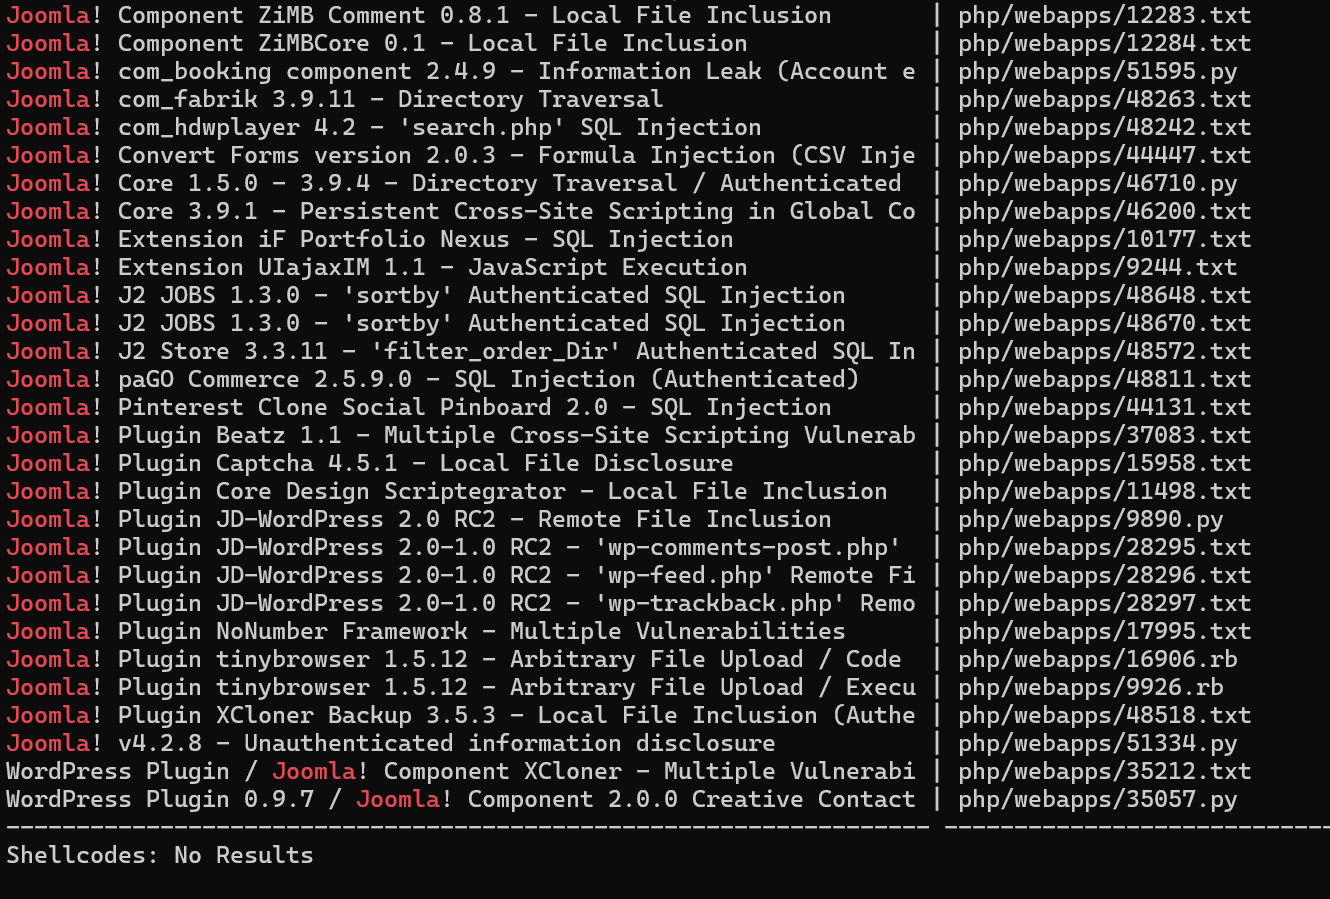 Joomla! Component ZiMB Comment 0.8.1 - Local File Inclusion | php/webapps/12283.txt
Joomla! Component ZiMBCore 0.1 - Local File Inclusion | php/webapps/12284.txt
Joomla! com_booking component 2.4.9 - Information Leak (Account e | php/webapps/51595.py
Joomla! com_fabrik 3.9.11 - Directory Traversal | php/webapps/48263.txt
Joomla! com_hdwplayer 4.2 - 'search.php' SQL Injection | php/webapps/48242.txt
Joomla! Convert Forms version 2.0.3 - Formula Injection (CSV Inje | php/webapps/44447.txt
Joomla! Core 1.5.0 - 3.9.4 - Directory Traversal / Authenticated | php/webapps/46710.py
Joomla! Core 3.9.1 - Persistent Cross-Site Scripting in Global Co | php/webapps/46200.txt
Joomla! Extension iF Portfolio Nexus - SQL Injection | php/webapps/10177.txt
Joomla! Extension UIajaxIM 1.1 - JavaScript Execution | php/webapps/9244.txt
Joomla! J2 JOBS 1.3.0 - 'sortby' Authenticated SQL Injection | php/webapps/48648.txt
Joomla! J2 JOBS 1.3.0 - 'sortby' Authenticated SQL Injection | php/webapps/48670.txt
Joomla! J2 Store 3.3.11 - 'filter_order_Dir' Authenticated SQL In | php/webapps/48572.txt
Joomla! paGO Commerce 2.5.9.0 - SQL Injection (Authenticated) | php/webapps/48811.txt
Joomla! Pinterest Clone Social Pinboard 2.0 - SQL Injection | php/webapps/44131.txt
Joomla! Plugin Beatz 1.1 - Multiple Cross-Site Scripting Vulnerab | php/webapps/37083.txt
Joomla! Plugin Captcha 4.5.1 - Local File Disclosure | php/webapps/15958.txt
Joomla! Plugin Core Design Scriptegrator - Local File Inclusion | php/webapps/11498.txt
Joomla! Plugin JD-WordPress 2.0 RC2 - Remote File Inclusion | php/webapps/9890.py
Joomla! Plugin JD-WordPress 2.0-1.0 RC2 - 'wp-comments-post.php' | php/webapps/28295.txt
Joomla! Plugin JD-WordPress 2.0-1.0 RC2 - 'wp-feed.php' Remote Fi | php/webapps/28296.txt
Joomla! Plugin JD-WordPress 2.0-1.0 RC2 - 'wp-trackback.php' Remo | php/webapps/28297.txt
Joomla! Plugin NoNumber Framework - Multiple Vulnerabilities | php/webapps/17995.txt
Joomla! Plugin tinybrowser 1.5.12 - Arbitrary File Upload / Code | php/webapps/16906.rb
Joomla! Plugin tinybrowser 1.5.12 - Arbitrary File Upload / Execu | php/webapps/9926.rb
Joomla! Plugin XCloner Backup 3.5.3 - Local File Inclusion (Authe | php/webapps/48518.txt
Joomla! v4.2.8 - Unauthenticated information disclosure | php/webapps/51334.py
WordPress Plugin / Joomla! Component XCloner - Multiple Vulnerabi | php/webapps/35212.txt
WordPress Plugin 0.9.7 / Joomla! Component 2.0.0 Creative Contact | php/webapps/35057.py
------------------------------------------------------------------ ----------------------------
Shellcodes: No Results